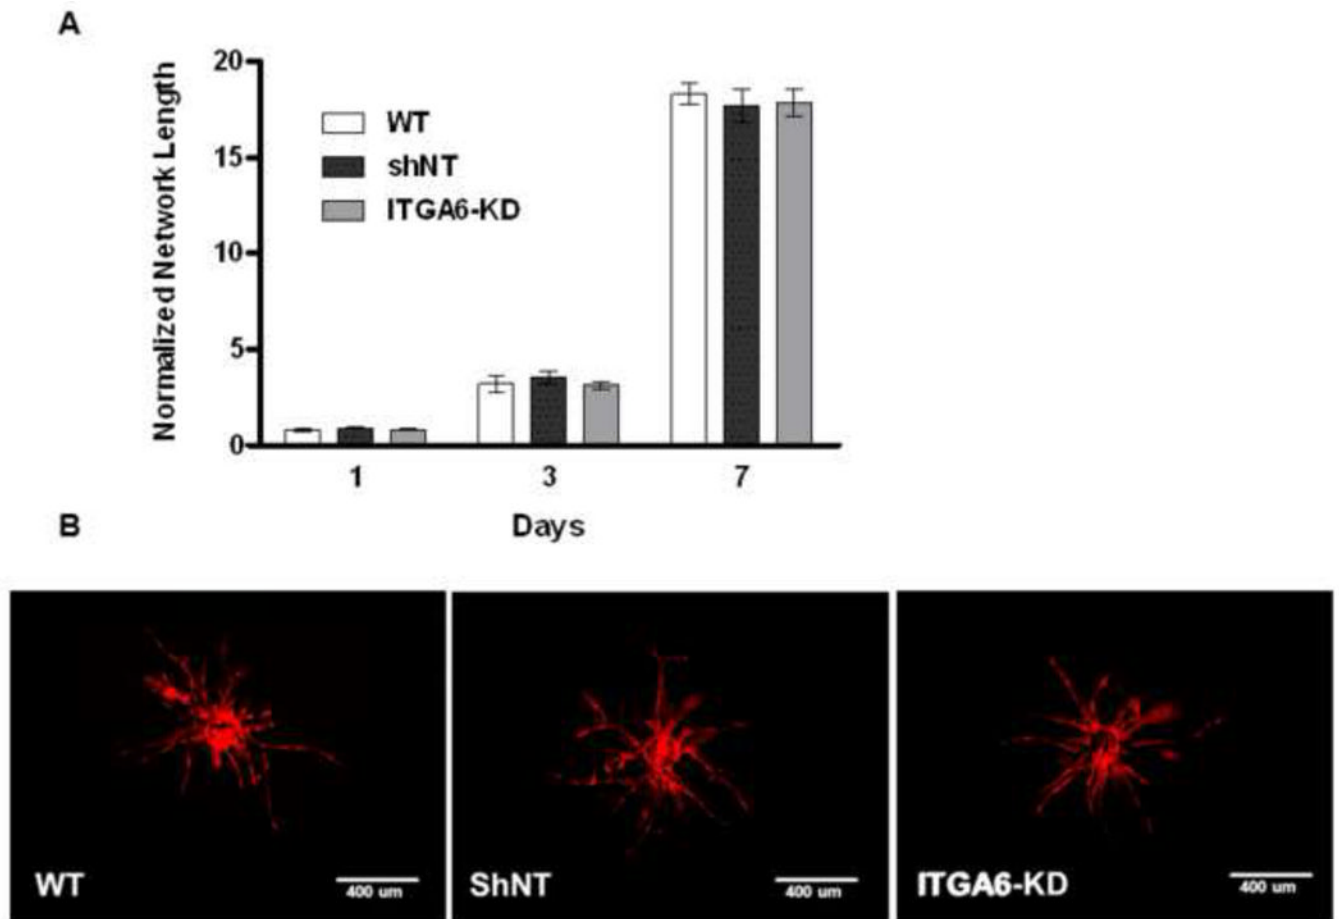 A
Normalized Network Length
20
15
10
5
0
WT
shNT
ITGA6-KD
1 3 7
Days
B
WT
400 um
ShNT
400 um
ITGA6-KD
400 um